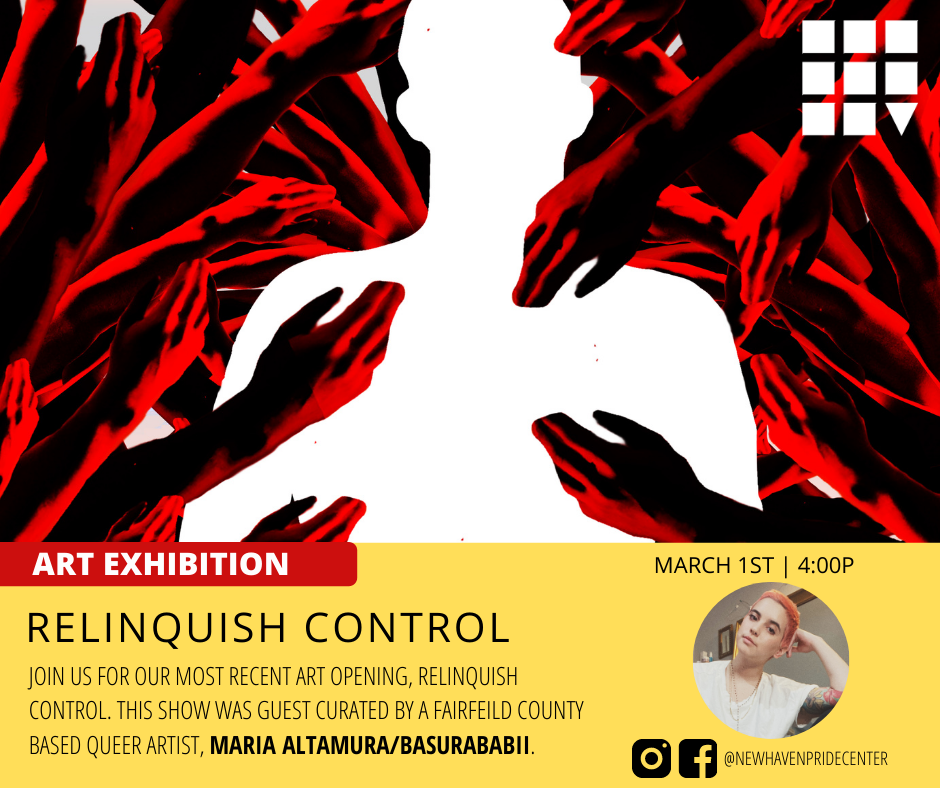 ART EXHIBITION
MARCH 1ST | 4:00P
RELINQUISH CONTROL
JOIN US FOR OUR MOST RECENT ART OPENING, RELINQUISH
CONTROL. THIS SHOW WAS GUEST CURATED BY A FAIRFEILD COUNTY
BASED QUEER ARTIST, MARIA ALTAMURA/BASURABABII.
@NEWHAVENPRIDECENTER